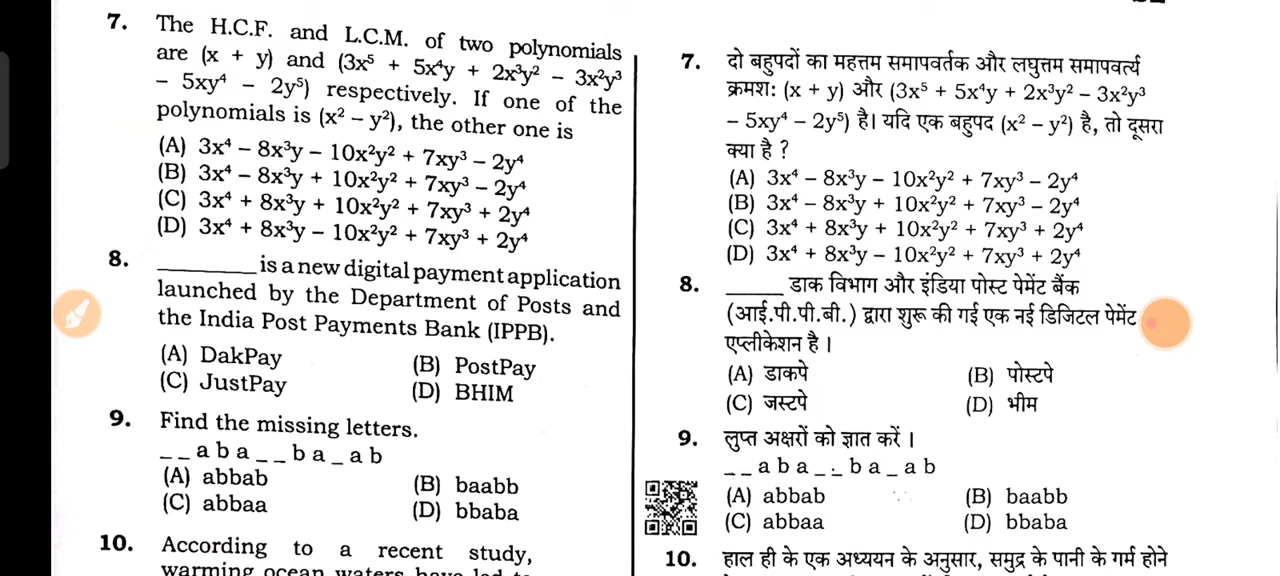 7. The H.C.F. and L.C.M. of two polynomials
are (x + y) and (3x⁵ + 5x⁴y + 2x³y² – 3x²y³
– 5xy⁴ – 2y⁵) respectively. If one of the
polynomials is (x² – y²), the other one is
(A) 3x⁴ – 8x³y – 10x²y² + 7xy³ – 2y⁴
(B) 3x⁴ – 8x³y + 10x²y² + 7xy³ – 2y⁴
(C) 3x⁴ + 8x³y + 10x²y² + 7xy³ + 2y⁴
(D) 3x⁴ + 8x³y – 10x²y² + 7xy³ + 2y⁴
8. ________ is a new digital payment application
launched by the Department of Posts and
the India Post Payments Bank (IPPB).
(A) DakPay (B) PostPay
(C) JustPay (D) BHIM
9. Find the missing letters.
_ _ a b a _ _ b a _ a b
(A) abbab (B) baabb
(C) abbaa (D) bbaba
10. According to a recent study,
7. दो बहुपदों का महत्तम समापवर्तक और लघुत्तम समापवर्त्य
क्रमशः (x + y) और (3x⁵ + 5x⁴y + 2x³y² – 3x²y³
– 5xy⁴ – 2y⁵) है। यदि एक बहुपद (x² – y²) है, तो दूसरा
क्या है ?
(A) 3x⁴ – 8x³y – 10x²y² + 7xy³ – 2y⁴
(B) 3x⁴ – 8x³y + 10x²y² + 7xy³ – 2y⁴
(C) 3x⁴ + 8x³y + 10x²y² + 7xy³ + 2y⁴
(D) 3x⁴ + 8x³y – 10x²y² + 7xy³ + 2y⁴
8. _____ डाक विभाग और इंडिया पोस्ट पेमेंट बैंक
(आई.पी.पी.बी.) द्वारा शुरू की गई एक नई डिजिटल पेमेंट
एप्लीकेशन है ।
(A) डाकपे (B) पोस्टपे
(C) जस्टपे (D) भीम
9. लुप्त अक्षरों को ज्ञात करें ।
_ _ a b a _ _ b a _ a b
(A) abbab (B) baabb
(C) abbaa (D) bbaba
10. हाल ही के एक अध्ययन के अनुसार, समुद्र के पानी के गर्म होने